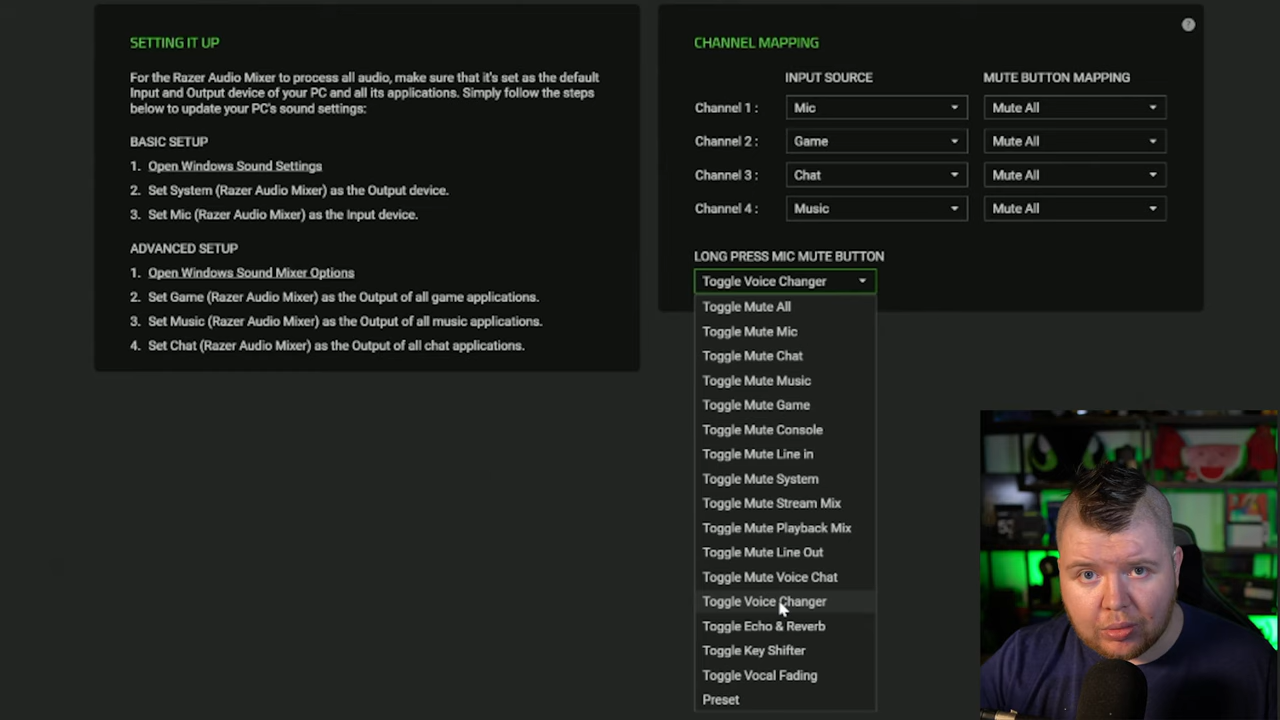 SETTING IT UP
For the Razer Audio Mixer to process all audio, make sure that it's set as the default
Input and Output device of your PC and all its applications. Simply follow the steps
below to update your PC's sound settings:
BASIC SETUP
1. Open Windows Sound Settings
2. Set System (Razer Audio Mixer) as the Output device.
3. Set Mic (Razer Audio Mixer) as the Input device.
ADVANCED SETUP
1. Open Windows Sound Mixer Options
2. Set Game (Razer Audio Mixer) as the Output of all game applications.
3. Set Music (Razer Audio Mixer) as the Output of all music applications.
4. Set Chat (Razer Audio Mixer) as the Output of all chat applications.
CHANNEL MAPPING
?
INPUT SOURCE MUTE BUTTON MAPPING
Channel 1 : Mic Mute All
Channel 2 : Game Mute All
Channel 3 : Chat Mute All
Channel 4 : Music Mute All
LONG PRESS MIC MUTE BUTTON
Toggle Voice Changer
Toggle Mute All
Toggle Mute Mic
Toggle Mute Chat
Toggle Mute Music
Toggle Mute Game
Toggle Mute Console
Toggle Mute Line in
Toggle Mute System
Toggle Mute Stream Mix
Toggle Mute Playback Mix
Toggle Mute Line Out
Toggle Mute Voice Chat
Toggle Voice Changer
Toggle Echo & Reverb
Toggle Key Shifter
Toggle Vocal Fading
Preset